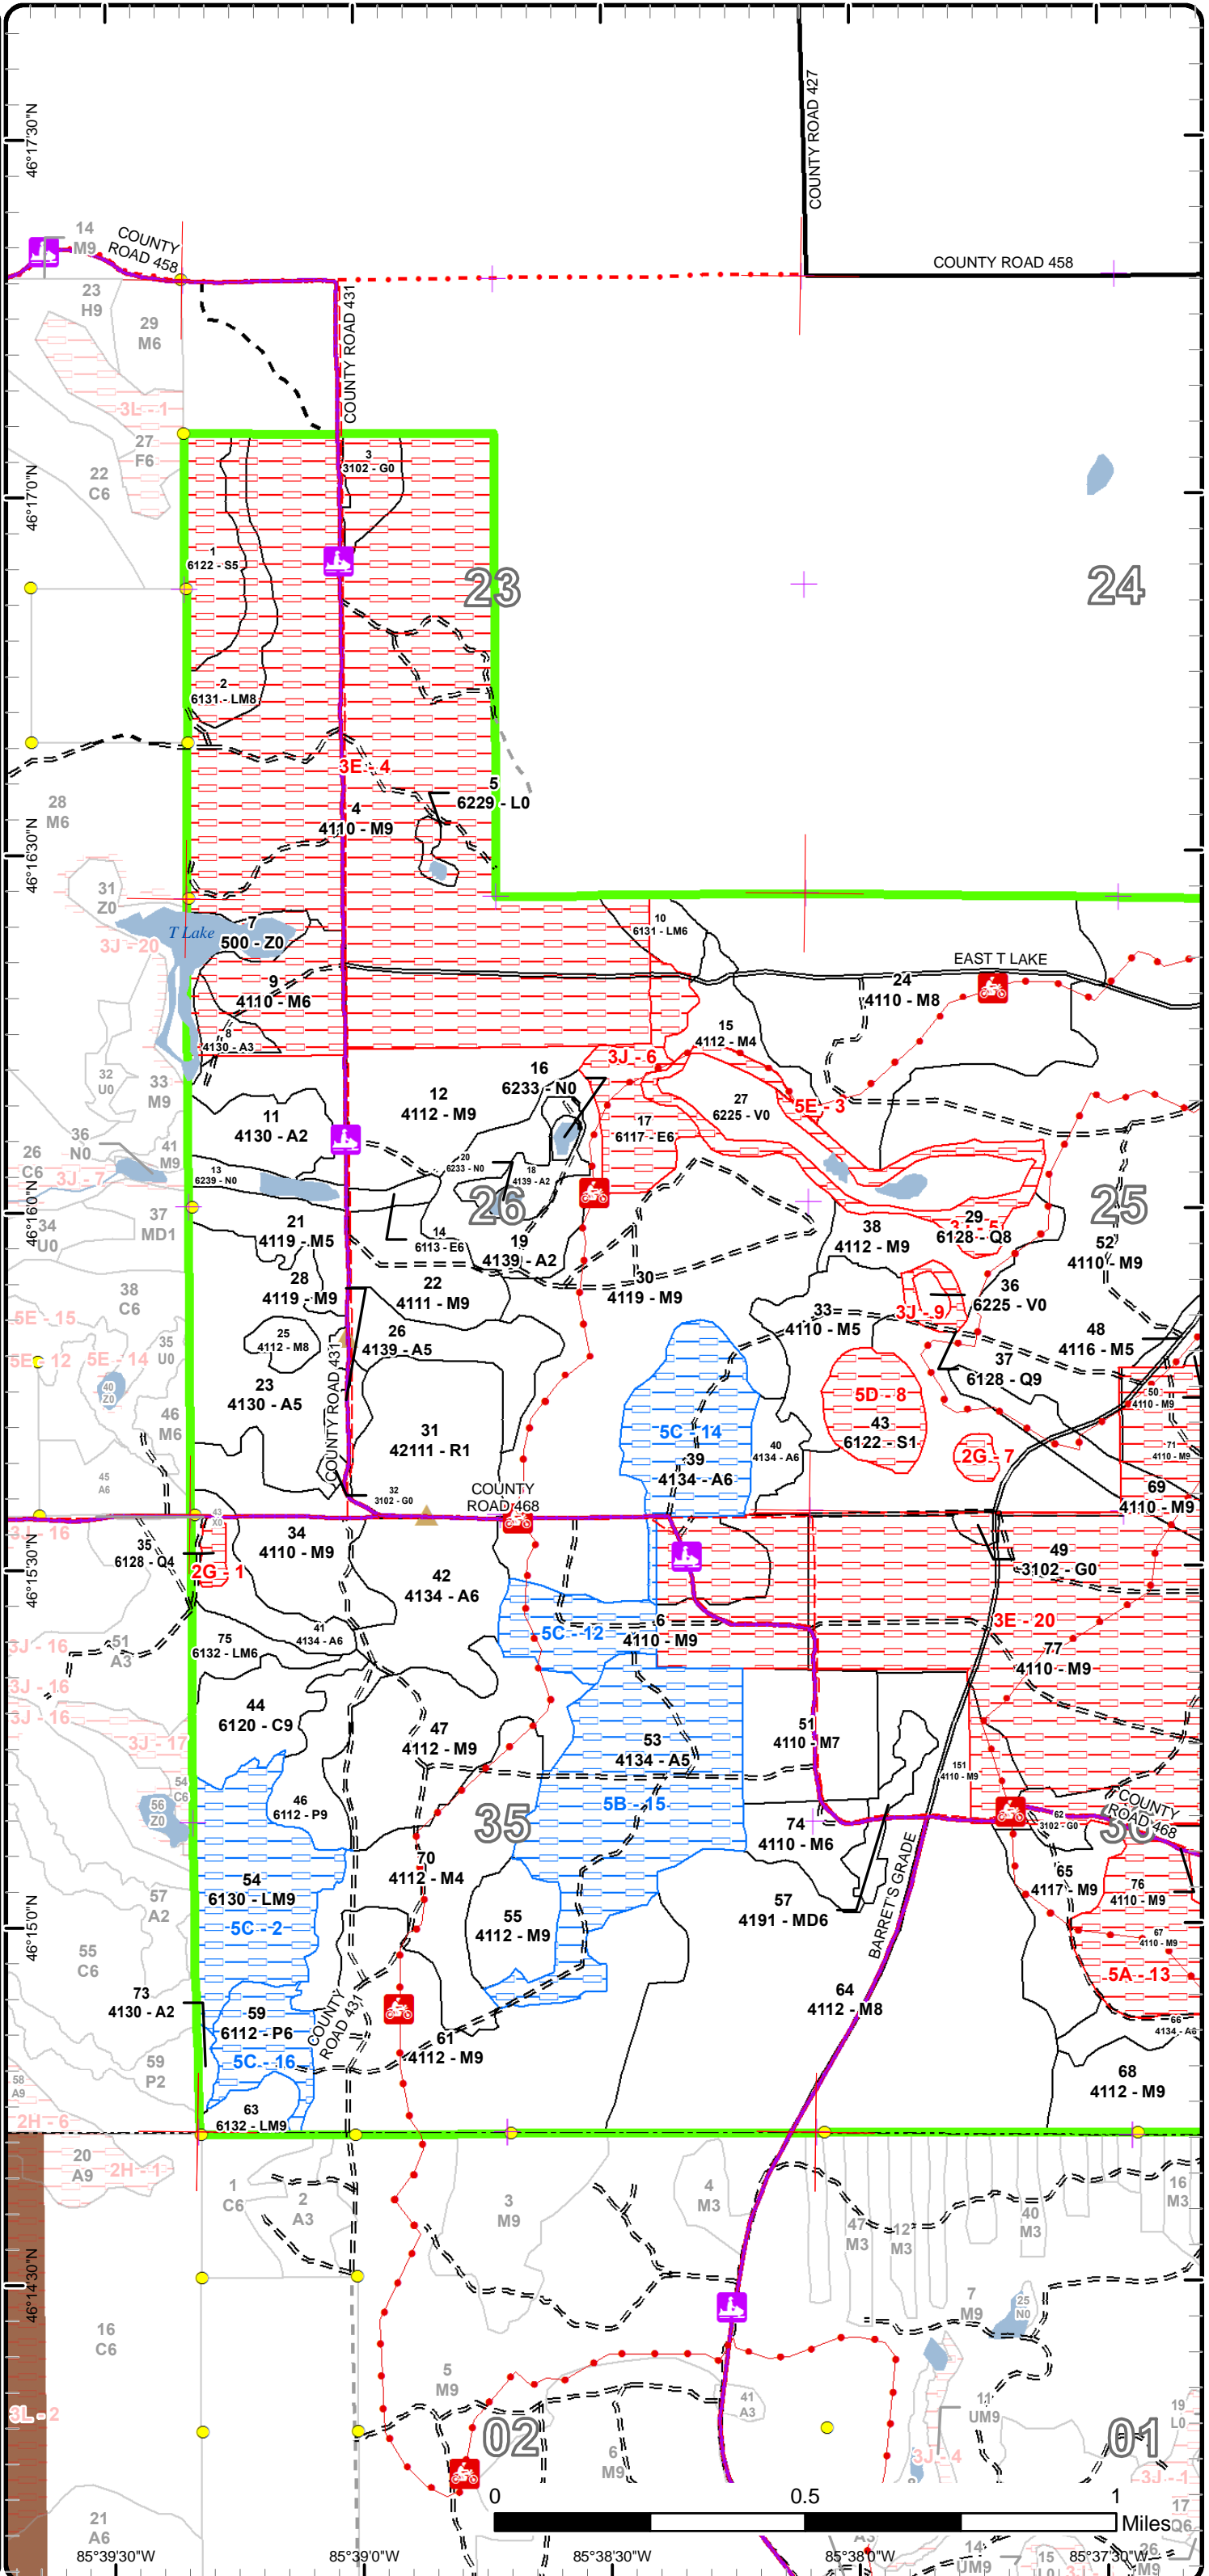 COUNTY ROAD 427
46°17'30"N
14
M9
COUNTY
ROAD 458
COUNTY ROAD 458
23
H9
29
M6
COUNTY ROAD 431
3L - 1
27
F6
22
C6
3
3102 - G0
46°17'0"N
1
6122 - S5
23
24
2
6131 - LM8
3E - 4
5
6229 - L0
28
M6
4
4110 - M9
46°16'30"N
31
Z0
T Lake
7
500 - Z0
3J - 20
10
6131 - LM6
EAST T LAKE
9
4110 - M6
24
4110 - M8
8
4130 - A3
15
4112 - M4
3J - 6
32
U0
33
M9
16
6233 - N0
12
4112 - M9
27
6225 - V0
5E - 3
11
4130 - A2
17
6117 - E6
36
N0
41
M9
26
C6
3J - 7
13
6239 - N0
20
6233 - N0
18
4139 - A2
46°16'0"N
26
25
34
U0
37
MD1
21
4119 - M5
14
6113 - E6
19
4139 - A2
38
4112 - M9
29
6128 - Q8
3J - 5
52
4110 - M9
28
4119 - M9
22
4111 - M9
30
4119 - M9
36
6225 - V0
38
C6
5E - 15
3J - 9
33
4110 - M5
25
4112 - M8
26
4139 - A5
48
4116 - M5
35
U0
5E - 12
5E - 14
40
Z0
37
6128 - Q9
23
4130 - A5
5D - 8
50
4110 - M9
46
M6
COUNTY ROAD 431
31
42111 - R1
5C - 14
43
6122 - S1
40
4134 - A6
39
4134 - A6
2G - 7
71
4110 - M9
45
A6
32
3102 - G0
COUNTY
ROAD 468
69
4110 - M9
43
X0
3J - 16
35
6128 - Q4
34
4110 - M9
2G - 1
49
3102 - G0
46°15'30"N
42
4134 - A6
6
4110 - M9
5C - 12
3E - 20
3J - 16
51
A3
75
6132 - LM6
41
4134 - A6
77
4110 - M9
3J - 16
3J - 16
44
6120 - C9
3J - 17
47
4112 - M9
53
4134 - A5
51
4110 - M7
151
4110 - M9
54
C6
56
Z0
46
6112 - P9
5B - 15
35
74
4110 - M6
62
3102 - G0
COUNTY
ROAD 468
36
54
6130 - LM9
70
4112 - M4
65
4117 - M9
76
4110 - M9
57
A2
5C - 2
55
4112 - M9
57
4191 - MD6
BARRET'S GRADE
46°15'0"N
67
4110 - M9
55
C6
5A - 13
73
4130 - A2
59
6112 - P6
COUNTY
ROAD 431
64
4112 - M8
66
4134 - A6
5C - 16
61
4112 - M9
59
P2
58
A9
68
4112 - M9
2H - 6
63
6132 - LM9
20
A9
2H - 1
1
C6
2
A3
3
M9
4
M3
47
M3
12
M3
40
M3
16
M3
46°14'30"N
7
M9
25
N0
16
C6
5
M9
41
A3
11
UM9
19
L0
3L - 2
02
01
6
M9
3J - 4
3J - 1
0
0.5
1
Miles
21
A6
17
Q6
A3
14
UM9
15
26
M9
85°39'30"W
85°39'0"W
85°38'30"W
85°38'0"W
85°37'30"W